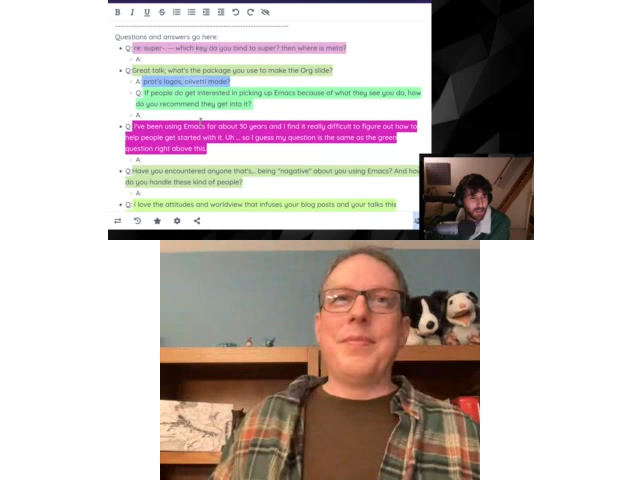 Questions and answers go here:
Q: re: super-. -- which key do you bind to super? then where is meta?
A:
Q:Great talk; what's the package you use to make the Org slide?
A: prot's logos, olivetti mode?
Q: If people do get interested in picking up Emacs because of what they see you do, how
do you recommend they get into it?
A:
Q: I've been using Emacs for about 30 years and I find it really difficult to figure out how to
help people get started with it. Uh ... so I guess my question is the same as the green
question right above this.
A:
Q: Have you encountered anyone that's... being "nagative" about you using Emacs? And how
do you handle these kind of people?
A:
Q: I love the attitudes and worldview that infuses your blog posts and your talks this